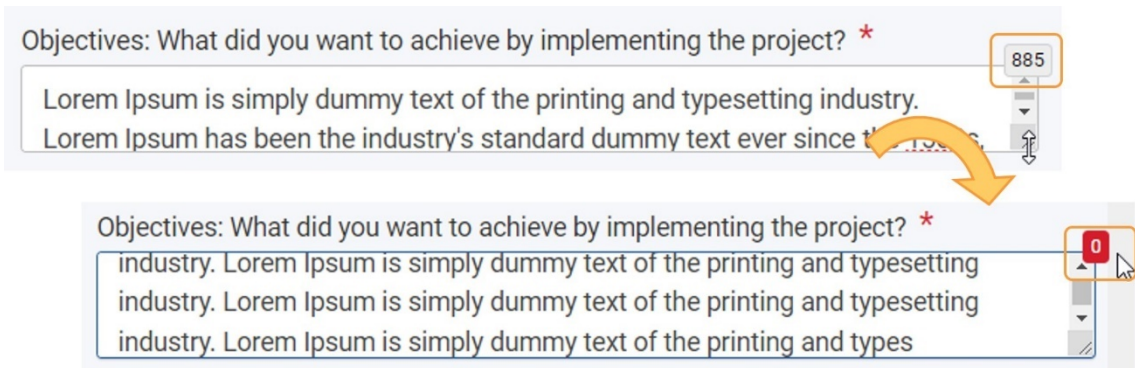 Objectives: What did you want to achieve by implementing the project? *
885
Lorem Ipsum is simply dummy text of the printing and typesetting industry.
Lorem Ipsum has been the industry's standard dummy text ever since
Objectives: What did you want to achieve by implementing the project? *
0
industry. Lorem Ipsum is simply dummy text of the printing and typesetting
industry. Lorem Ipsum is simply dummy text of the printing and typesetting
industry. Lorem Ipsum is simply dummy text of the printing and types